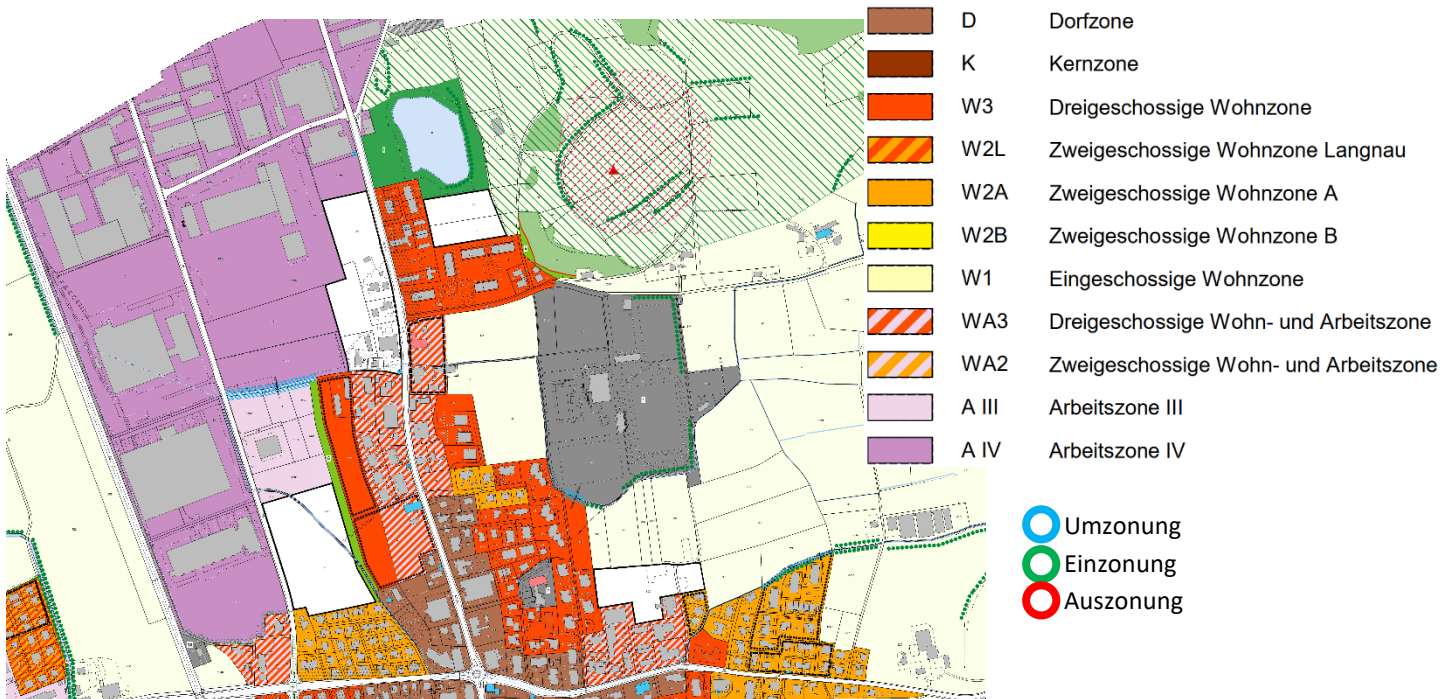 D Dorfzone
K Kernzone
W3 Dreigeschossige Wohnzone
W2L Zweigeschossige Wohnzone Langnau
W2A Zweigeschossige Wohnzone A
W2B Zweigeschossige Wohnzone B
W1 Eingeschossige Wohnzone
WA3 Dreigeschossige Wohn- und Arbeitszone
WA2 Zweigeschossige Wohn- und Arbeitszone
A III Arbeitszone III
A IV Arbeitszone IV
Umzonung
Einzonung
Auszonung